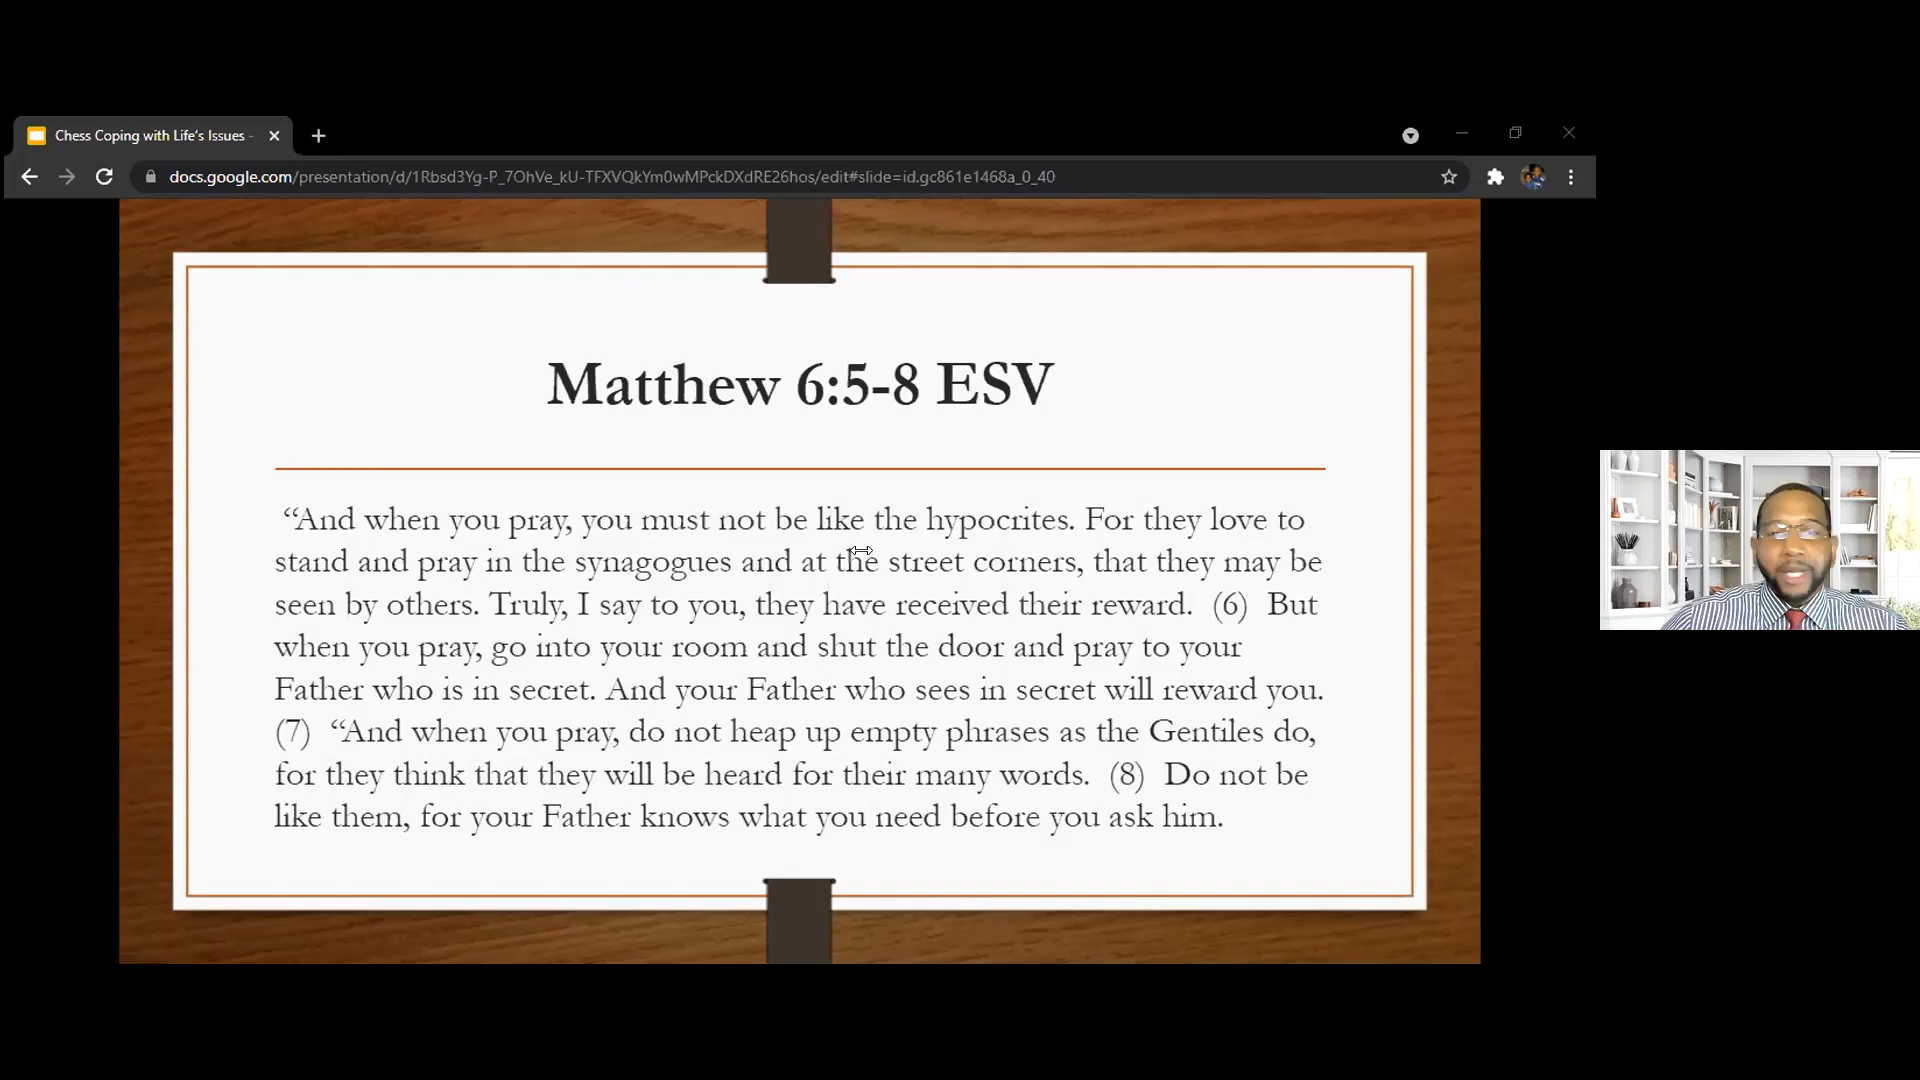 Chess Coping with Life's Issues -
docs.google.com/presentation/d/1Rbsd3Yg-P_7OhVe_kU-TFXVQkYm0wMPckDXdRE26hos/edit#slide=id.gc861e1468a_0_40
Matthew 6:5-8 ESV
“And when you pray, you must not be like the hypocrites. For they love to
stand and pray in the synagogues and at the street corners, that they may be
seen by others. Truly, I say to you, they have received their reward. (6) But
when you pray, go into your room and shut the door and pray to your
Father who is in secret. And your Father who sees in secret will reward you.
(7) “And when you pray, do not heap up empty phrases as the Gentiles do,
for they think that they will be heard for their many words. (8) Do not be
like them, for your Father knows what you need before you ask him.